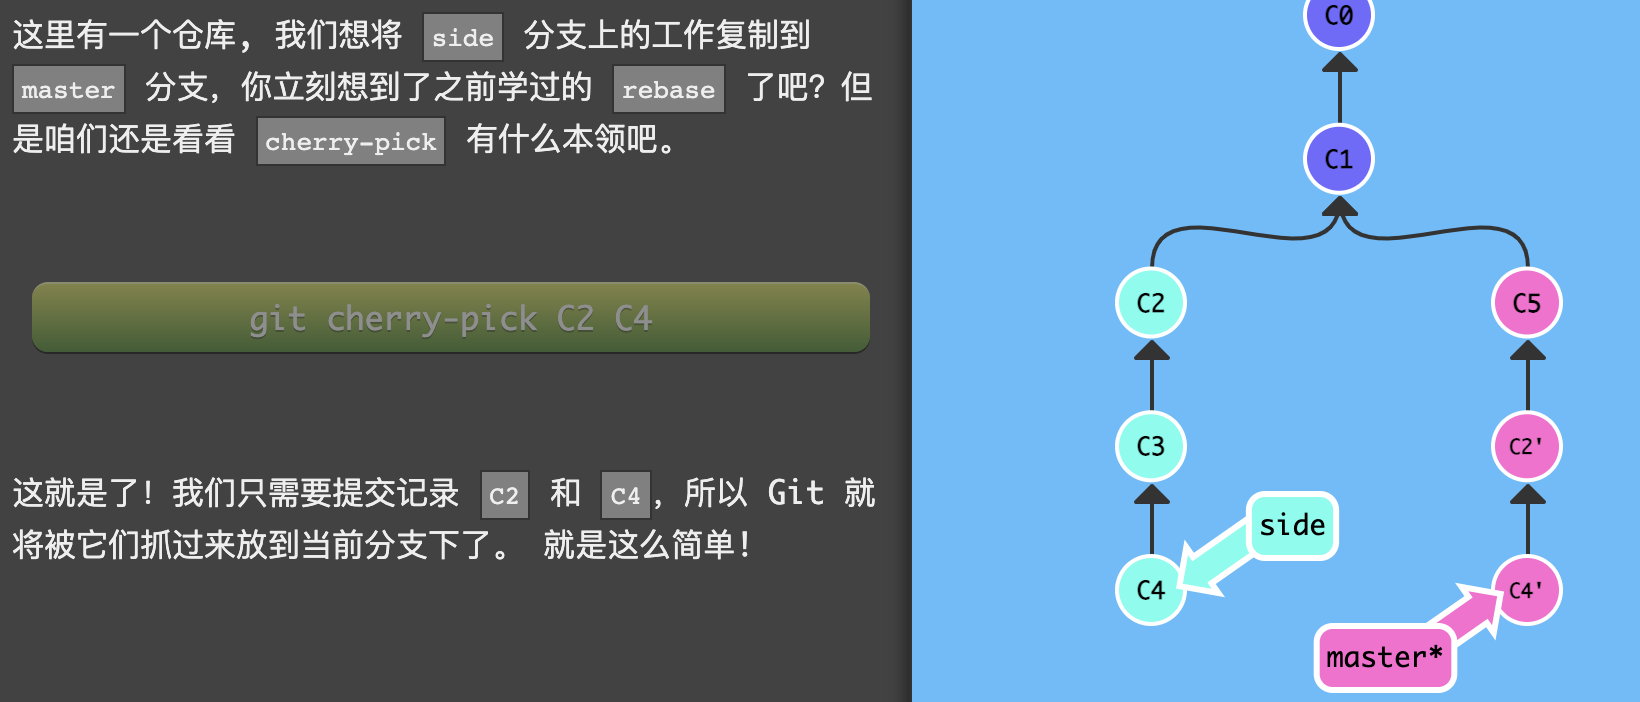 这里有一个仓库, 我们想将 side 分支上的工作复制到
master 分支，你立刻想到了之前学过的 rebase 了吧？但
是咱们还是看看 cherry-pick 有什么本领吧。
git cherry-pick C2 C4
这就是了！我们只需要提交记录 C2 和 C4，所以 Git 就
将被它们抓过来放到当前分支下了。 就是这么简单！
C0
C1
C2
C5
C3
C2'
side
C4
C4'
master*